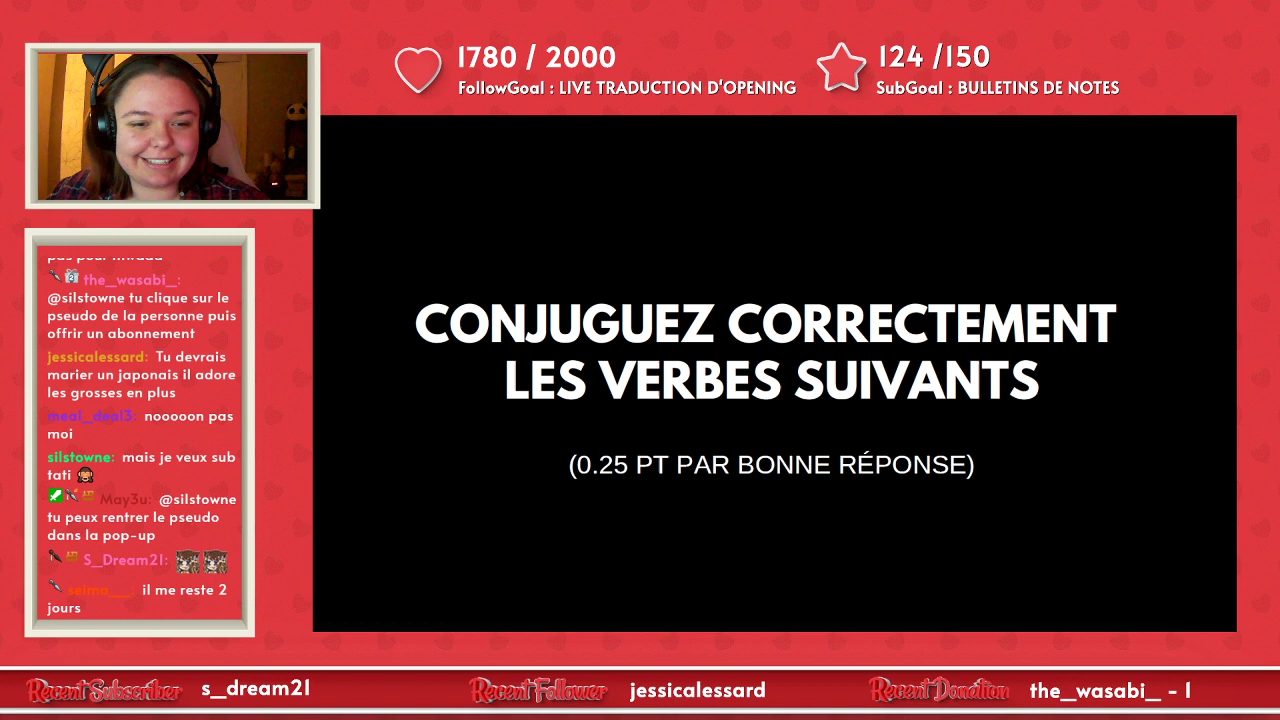 1780 / 2000
FollowGoal : LIVE TRADUCTION D'OPENING
124 /150
SubGoal : BULLETINS DE NOTES
the_wasabi_:
@silstowne tu clique sur le
pseudo de la personne puis
offrir un abonnement
jessicalessard: Tu devrais
marier un japonais il adore
les grosses en plus
meal_deal3: nooooon pas
moi
silstowne: mais je veux sub
tati
May3u: @silstowne
tu peux rentrer le pseudo
dans la pop-up
S_Dream21:
seima___: il me reste 2
jours
CONJUGUEZ CORRECTEMENT
LES VERBES SUIVANTS
(0.25 PT PAR BONNE RÉPONSE)
Recent Subscriber s_dream21
Recent Follower jessicalessard
Recent Donation the_wasabi_ - 1